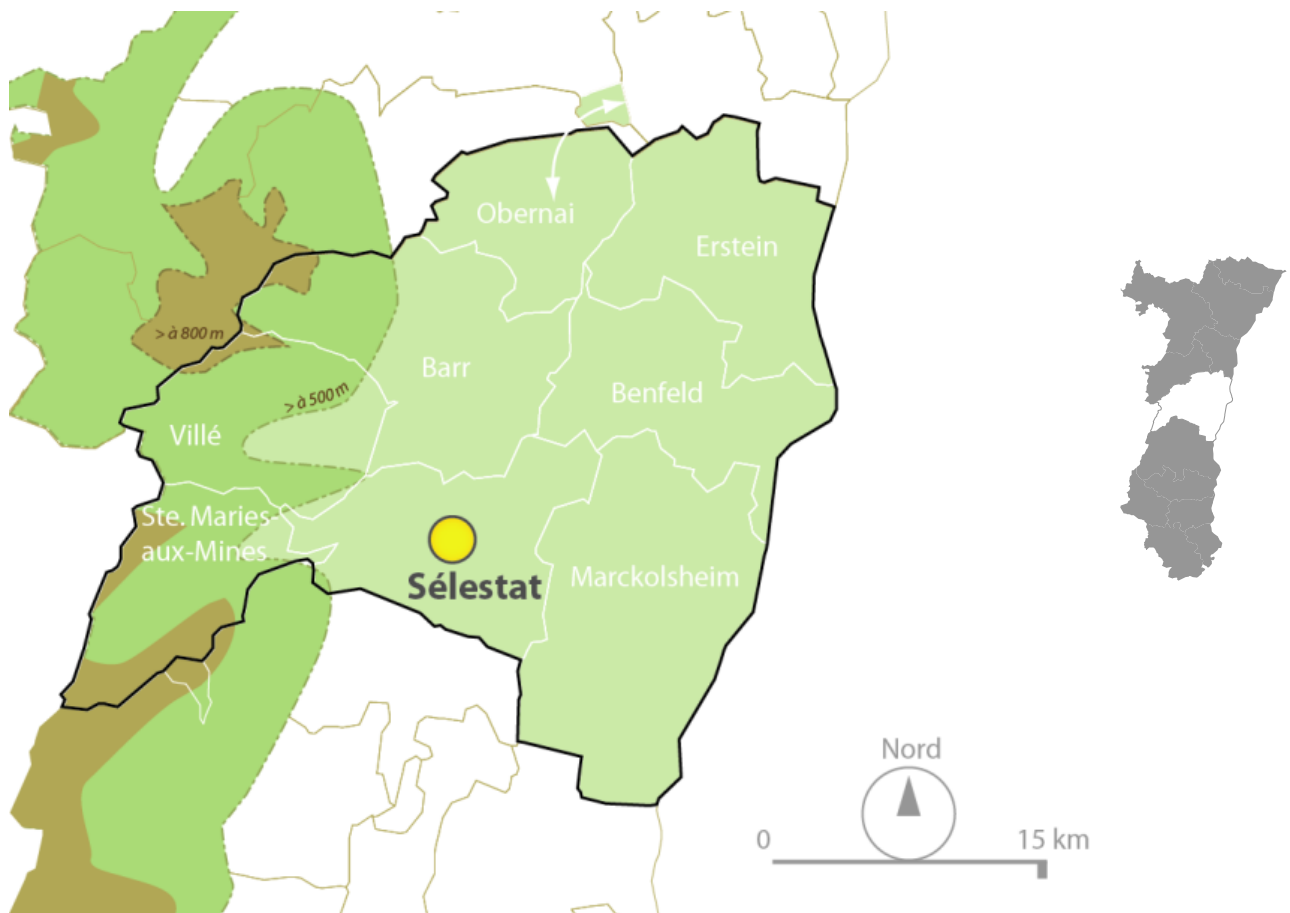 Obernai
Erstein
> à 800 m
Barr
> à 500 m
Benfeld
Villé
Ste. Maries-
aux-Mines
Sélestat
Marckolsheim
Nord
0
15 km